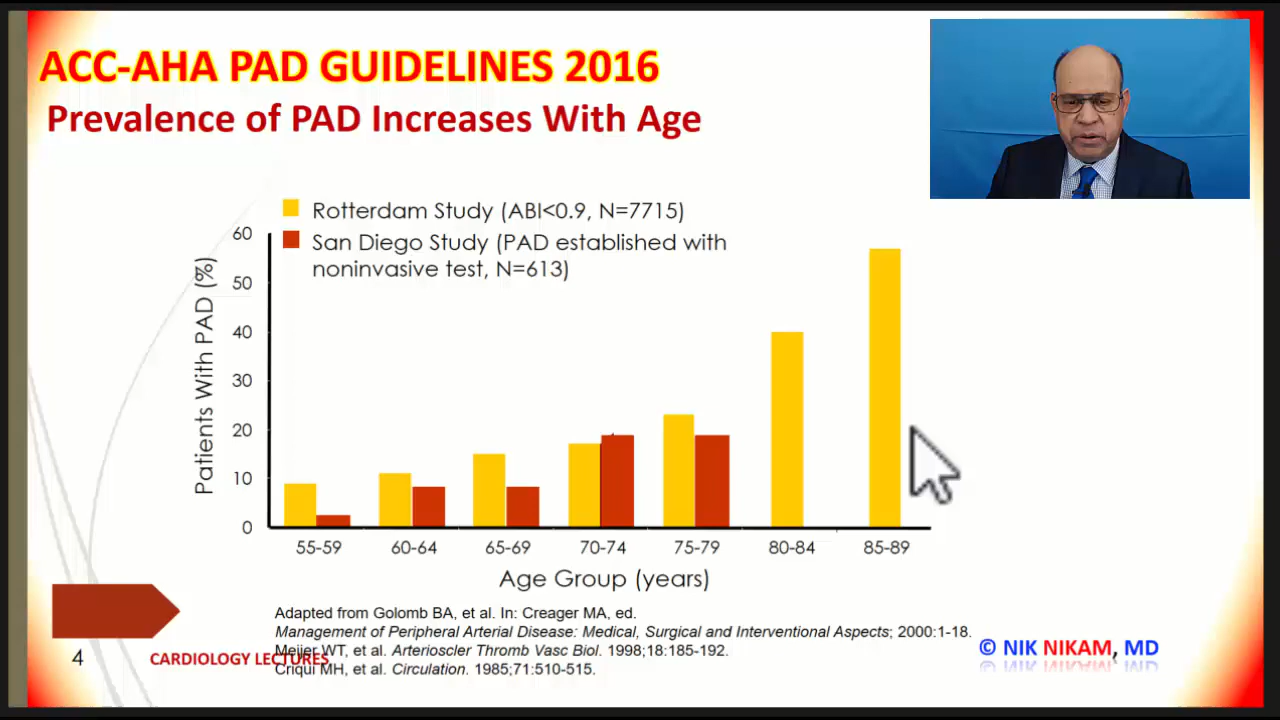 ACC-AHA PAD GUIDELINES 2016
Prevalence of PAD Increases With Age
Rotterdam Study (ABI<0.9, N=7715)
San Diego Study (PAD established with
noninvasive test, N=613)
Patients With PAD (%)
60
50
40
30
20
10
0
55-59 60-64 65-69 70-74 75-79 80-84 85-89
Age Group (years)
Adapted from Golomb BA, et al. In: Creager MA, ed.
Management of Peripheral Arterial Disease: Medical, Surgical and Interventional Aspects; 2000:1-18.
Meijer WT, et al. Arterioscler Thromb Vasc Biol. 1998;18:185-192.
Criqui MH, et al. Circulation. 1985;71:510-515.
4
CARDIOLOGY LECTURES
© NIK NIKAM, MD